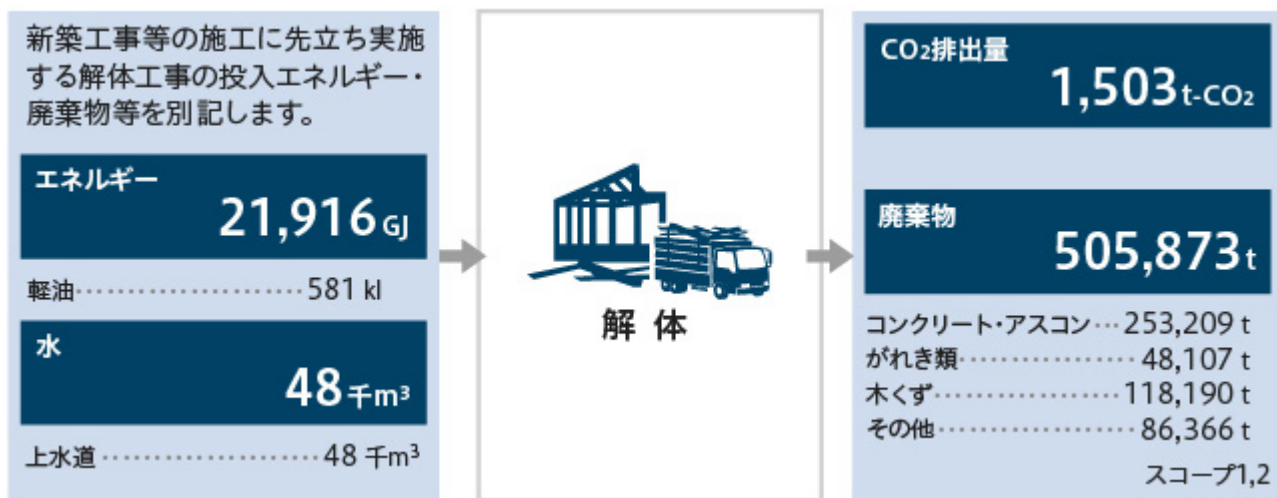 新築工事等の施工に先立ち実施
する解体工事の投入エネルギー・
廃棄物等を別記します。
エネルギー
21,916 GJ
軽油……………………581 kl
水
48 千m³
上水道……………………48 千m³
解 体
CO₂排出量
1,503 t-CO₂
廃棄物
505,873 t
コンクリート・アスコン…253,209 t
がれき類………………48,107 t
木くず…………………118,190 t
その他…………………86,366 t
スコープ1,2